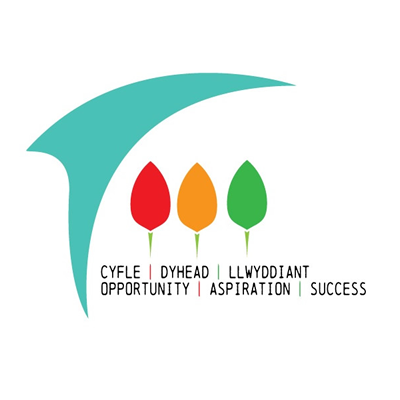 CYFLE | DYHEAD | LLWYDDIANT
OPPORTUNITY | ASPIRATION | SUCCESS